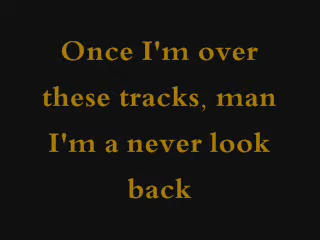 Once I'm over
these tracks, man
I'm a never look
back